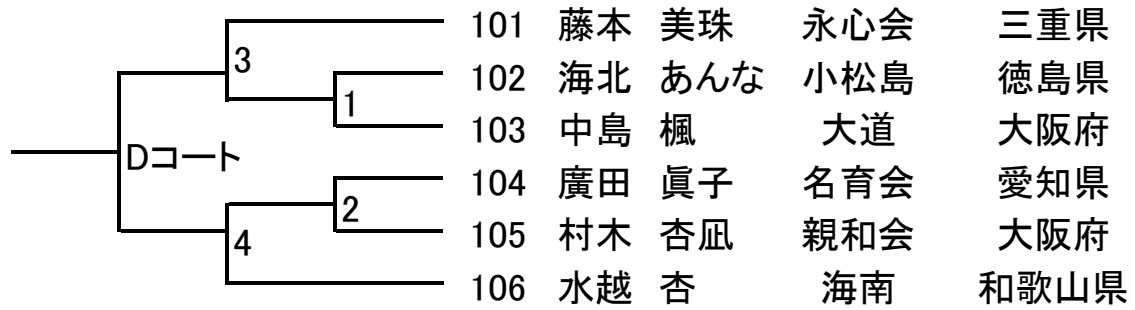 101 藤本 美珠 永心会 三重県
3
102 海北 あんな 小松島 徳島県
1
103 中島 楓 大道 大阪府
Dコート
104 廣田 眞子 名育会 愛知県
2
105 村木 杏凪 親和会 大阪府
4
106 水越 杏 海南 和歌山県